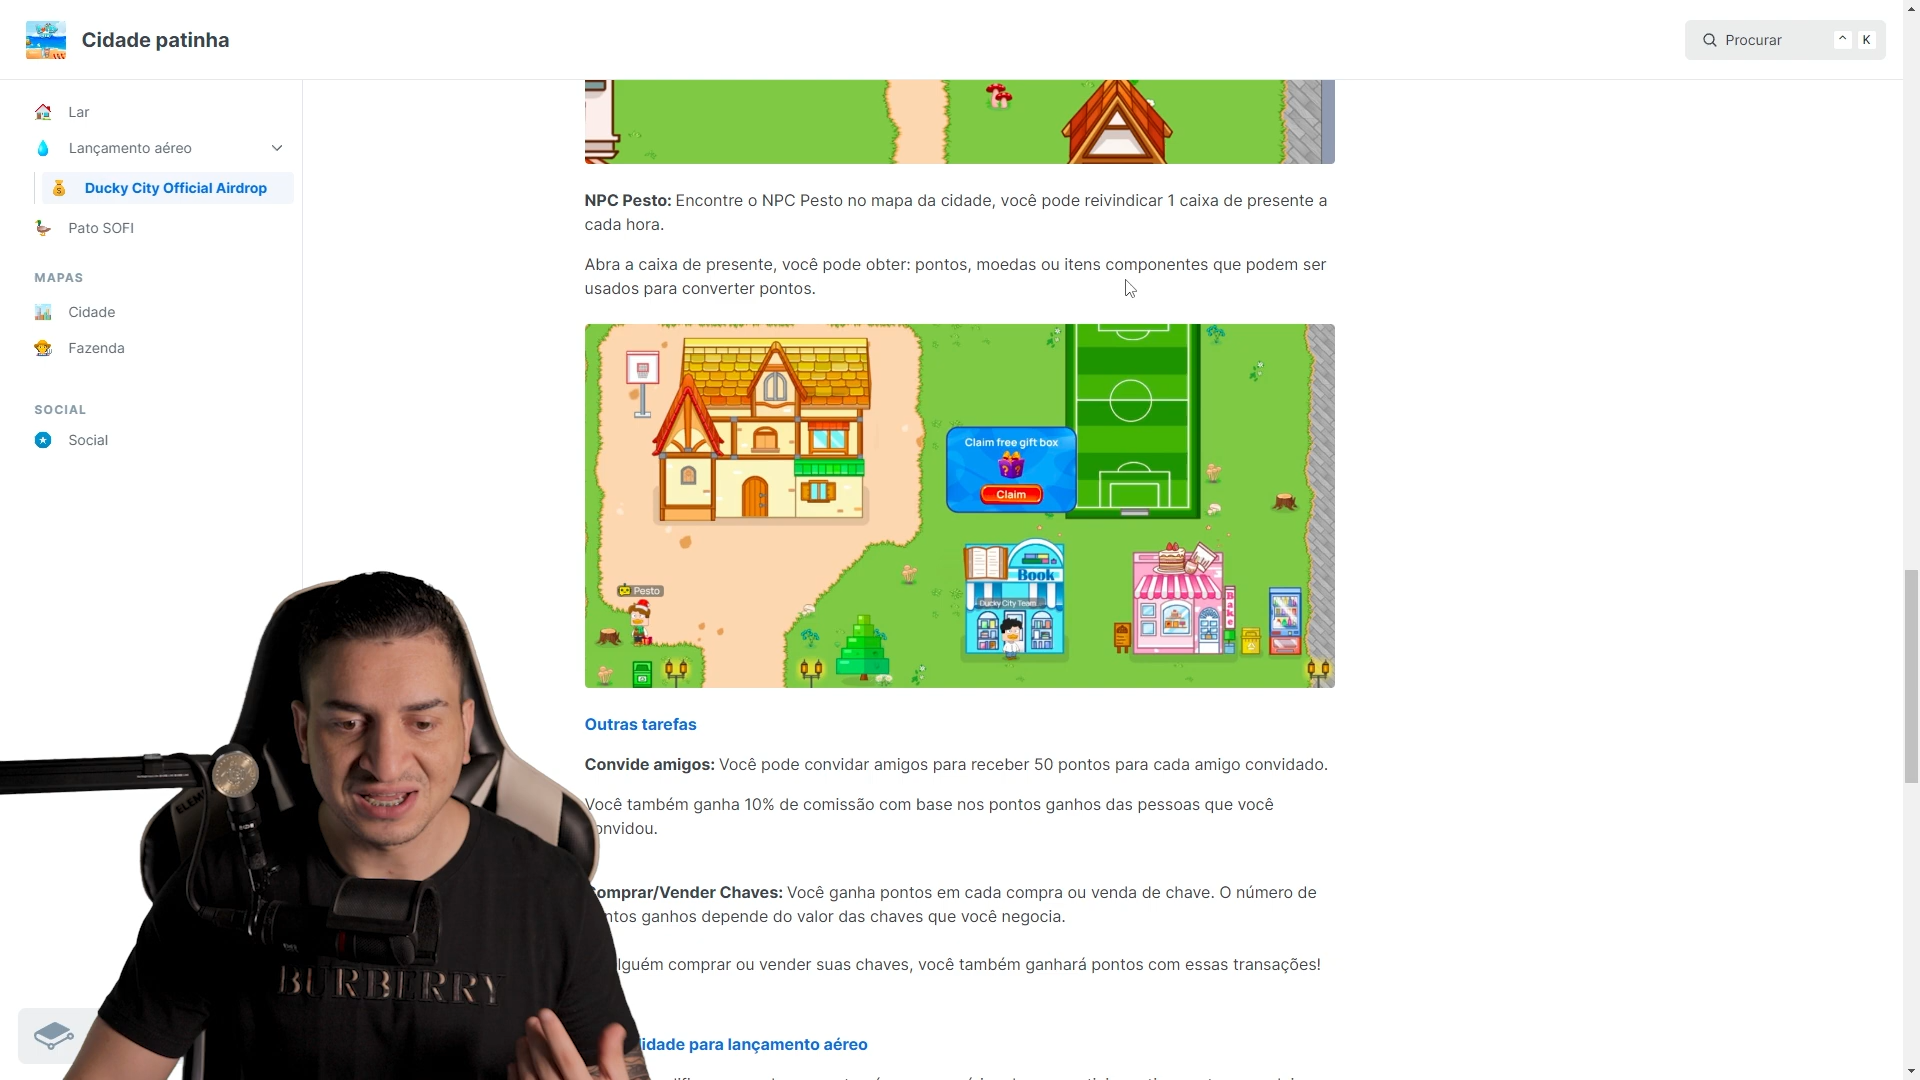 Cidade patinha
Procurar
^ K
Lar
Lançamento aéreo
Ducky City Official Airdrop
Pato SOFI
MAPAS
Cidade
Fazenda
SOCIAL
Social
NPC Pesto: Encontre o NPC Pesto no mapa da cidade, você pode reivindicar 1 caixa de presente a
cada hora.
Abra a caixa de presente, você pode obter: pontos, moedas ou itens componentes que podem ser
usados para converter pontos.
Claim free gift box
Claim
Book
Pesto
Ducky City Team
Bake
Outras tarefas
Convide amigos: Você pode convidar amigos para receber 50 pontos para cada amigo convidado.
Você também ganha 10% de comissão com base nos pontos ganhos das pessoas que você
onvidou.
omprar/Vender Chaves: Você ganha pontos em cada compra ou venda de chave. O número de
ntos ganhos depende do valor das chaves que você negocia.
lguém comprar ou vender suas chaves, você também ganhará pontos com essas transações!
idade para lançamento aéreo
BURBERRY